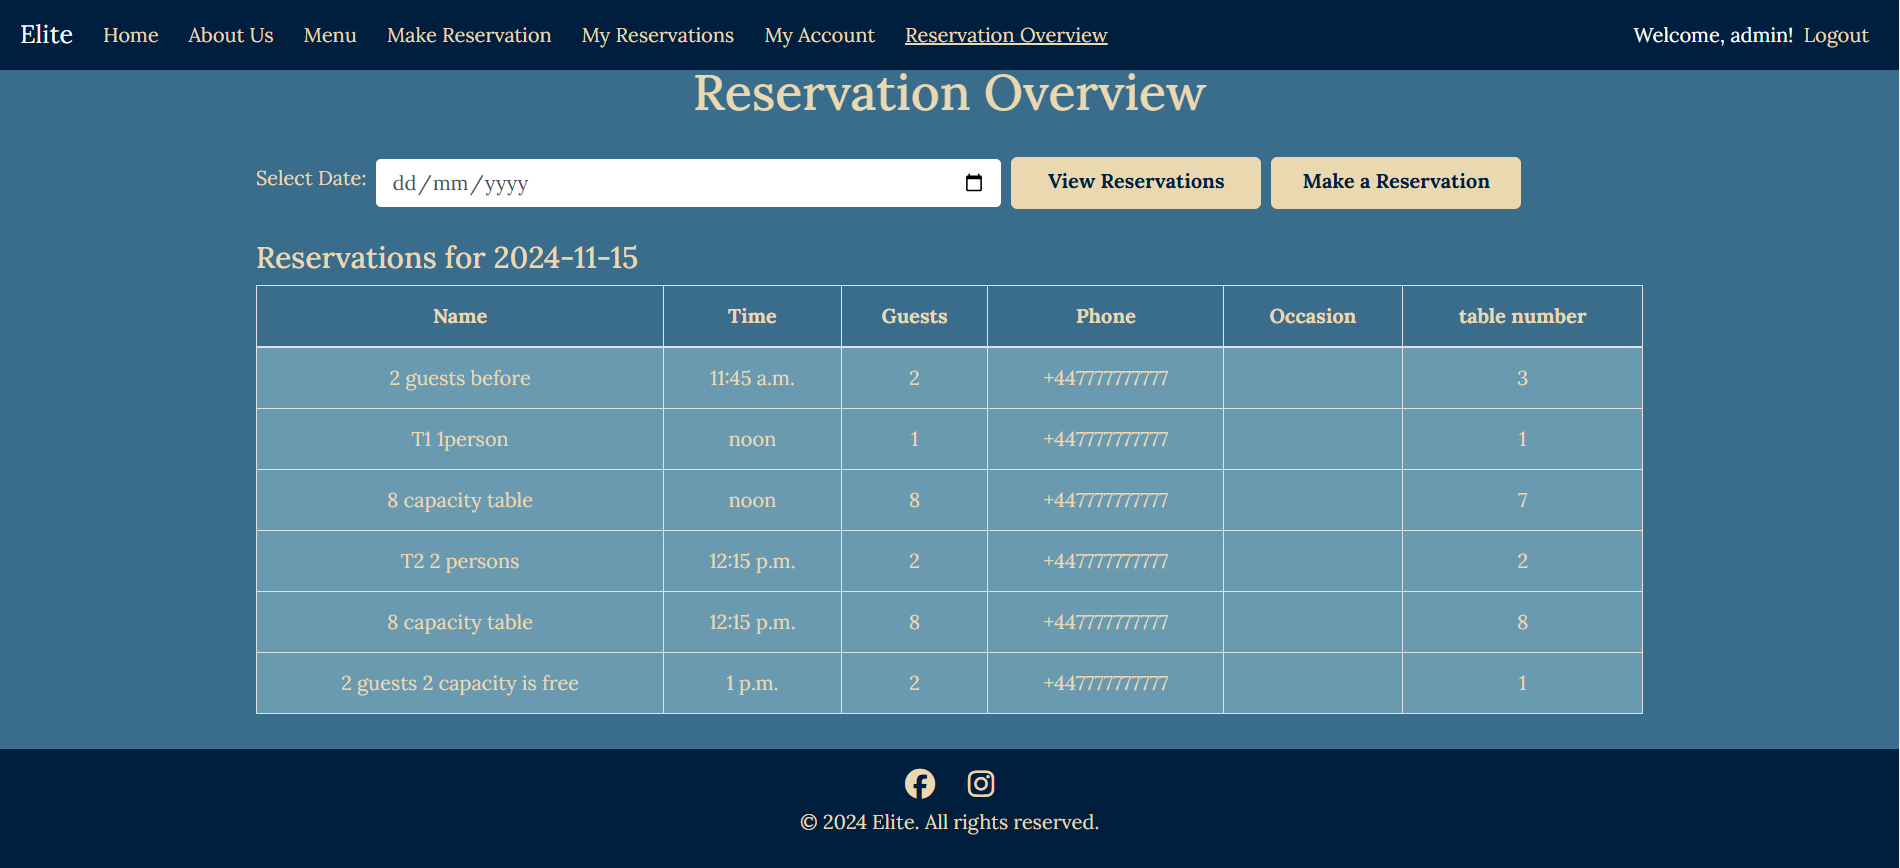 Elite Home About Us Menu Make Reservation My Reservations My Account Reservation Overview Welcome, admin! Logout
Reservation Overview
Select Date: dd/mm/yyyy View Reservations Make a Reservation
Reservations for 2024-11-15
Name Time Guests Phone Occasion table number
2 guests before 11:45 a.m. 2 +447777777777 3
T1 1person noon 1 +447777777777 1
8 capacity table noon 8 +447777777777 7
T2 2 persons 12:15 p.m. 2 +447777777777 2
8 capacity table 12:15 p.m. 8 +447777777777 8
2 guests 2 capacity is free 1 p.m. 2 +447777777777 1
© 2024 Elite. All rights reserved.